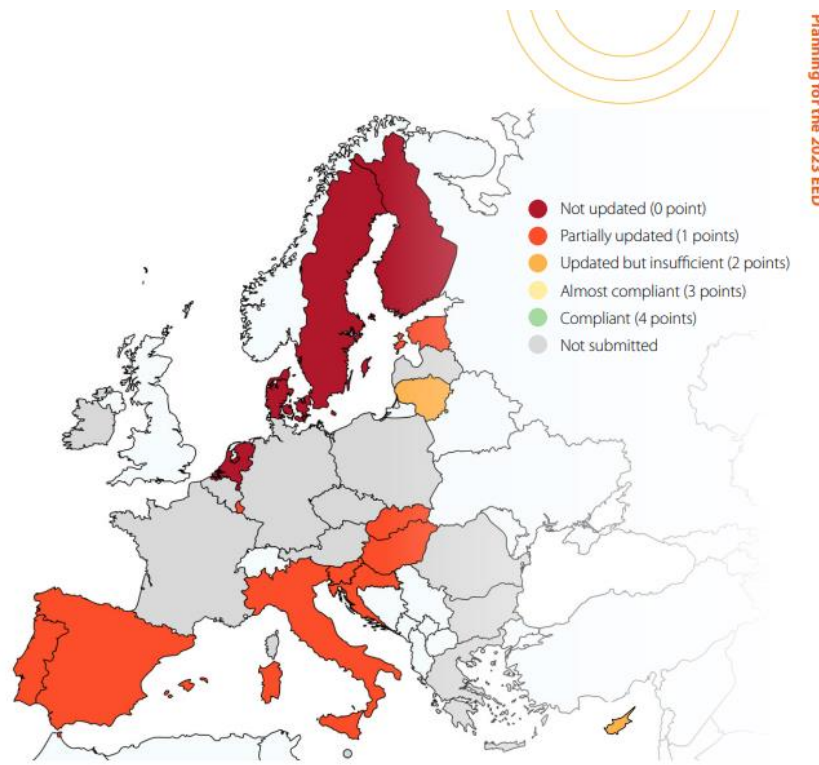 Planning for the 2023 EED
Not updated (0 point)
Partially updated (1 points)
Updated but insufficient (2 points)
Almost compliant (3 points)
Compliant (4 points)
Not submitted